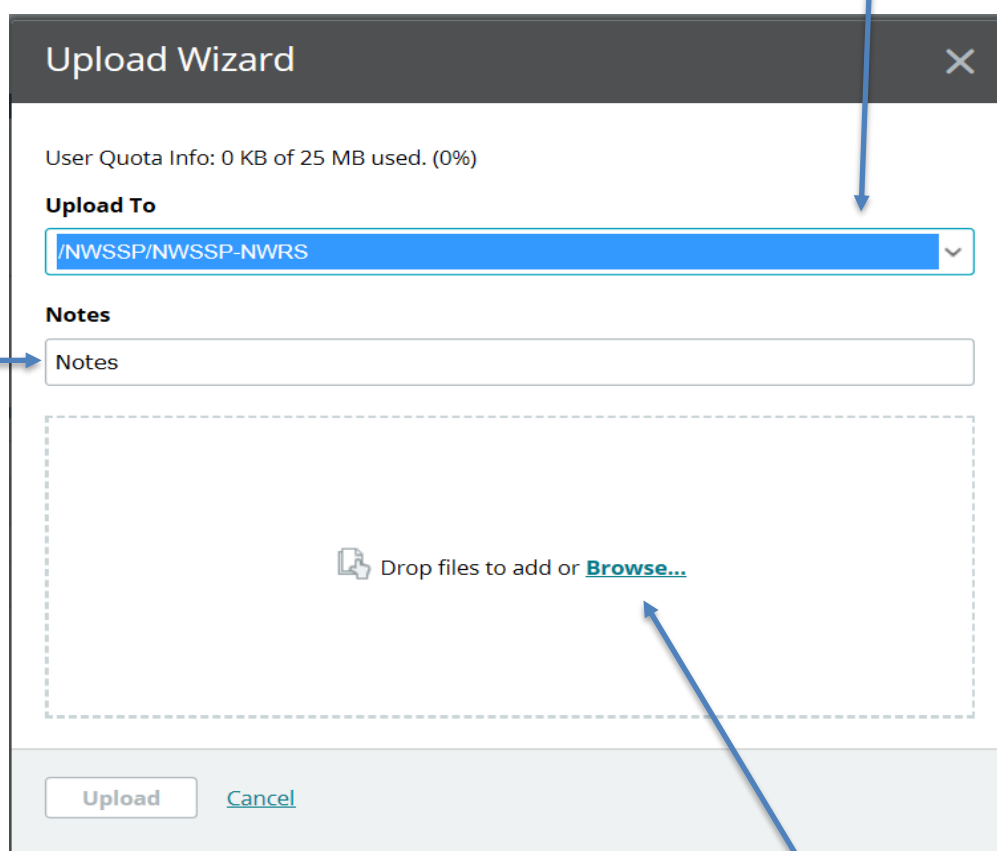 Upload Wizard
User Quota Info: 0 KB of 25 MB used. (0%)
Upload To
/NWSSP/NWSSP-NWRS
Notes
Notes
Drop files to add or Browse...
Upload Cancel